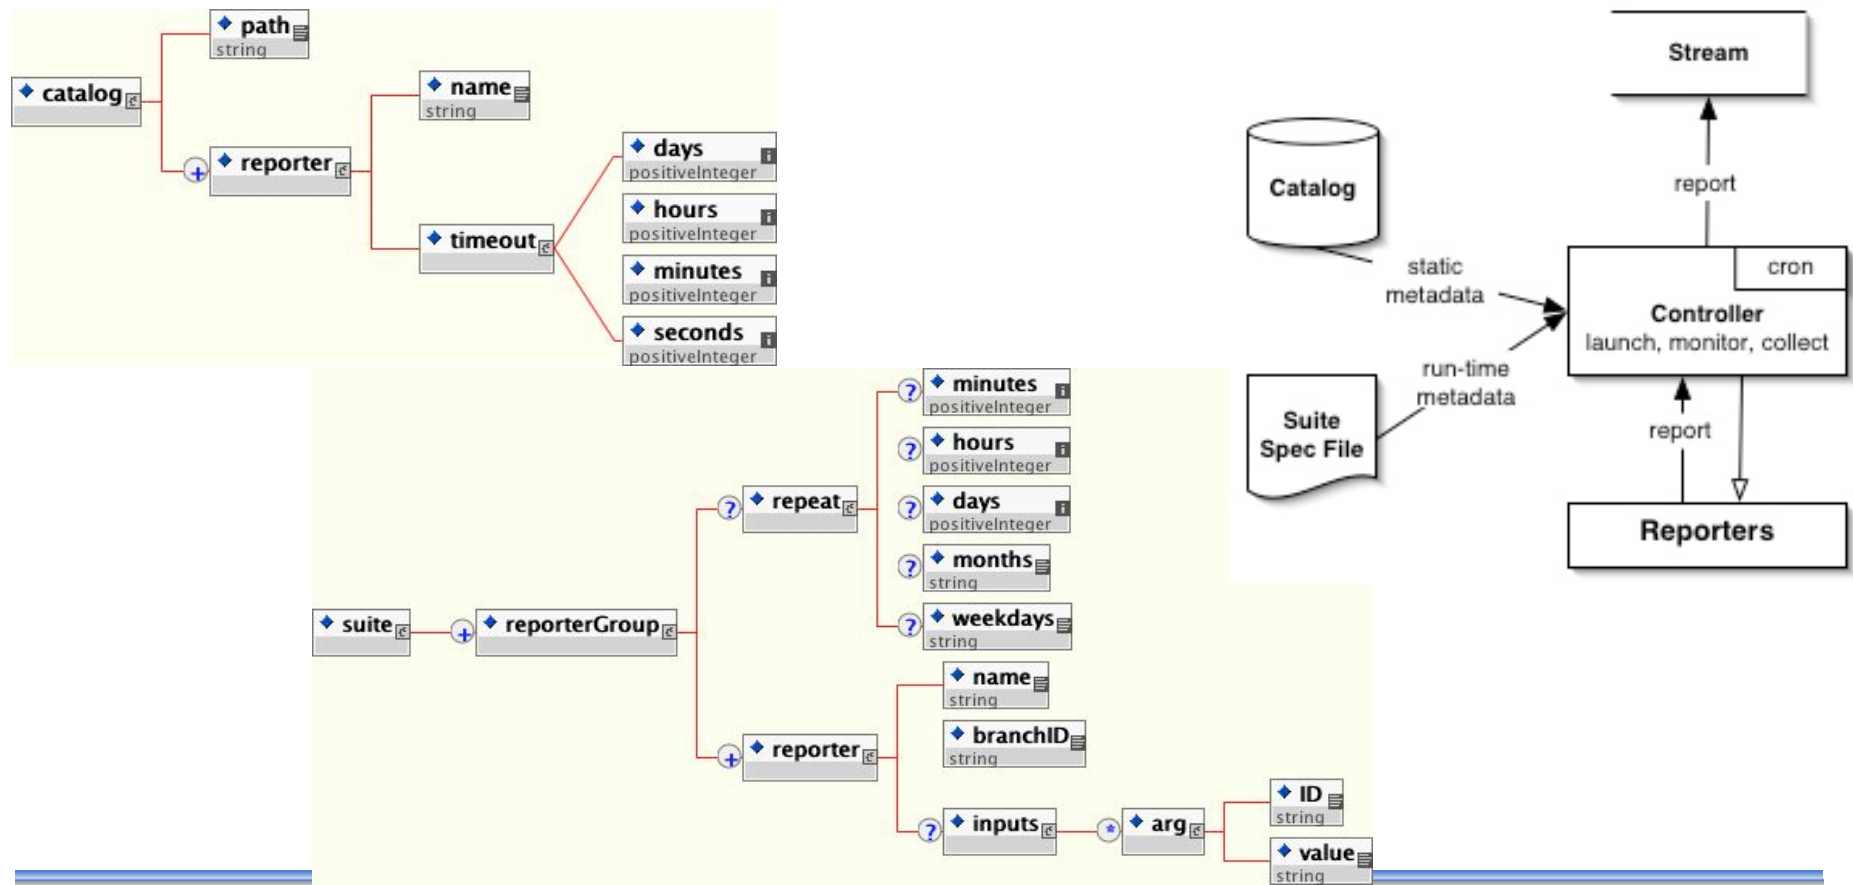 path
string
catalog
name
string
reporter
days
positiveInteger
hours
positiveInteger
timeout
minutes
positiveInteger
seconds
positiveInteger
Stream
report
Catalog
static
metadata
cron
Controller
launch, monitor, collect
run-time
metadata
Suite
Spec File
report
Reporters
minutes
positiveInteger
hours
positiveInteger
repeat
days
positiveInteger
months
string
weekdays
string
suite
reporterGroup
name
string
branchID
string
reporter
inputs
arg
ID
string
value
string